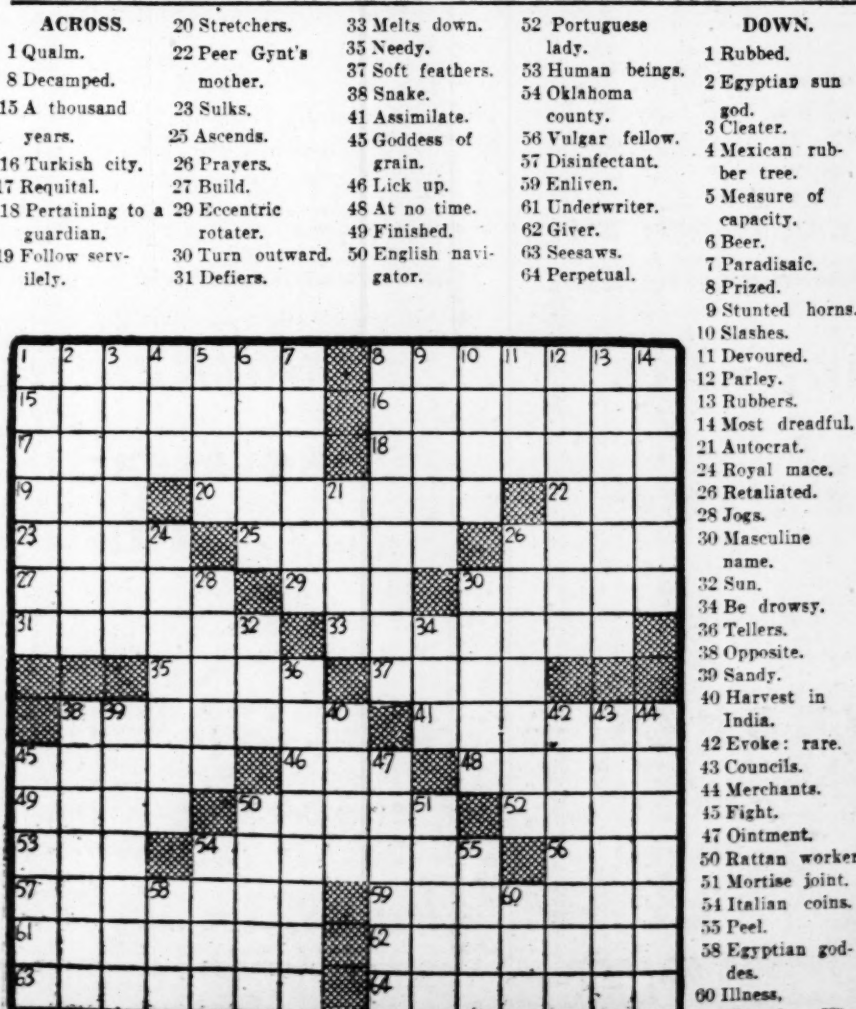 ACROSS.
1 Qualm.
8 Decamped.
15 A thousand
years.
16 Turkish city.
17 Requital.
18 Pertaining to a
guardian.
19 Follow serv-
ilely.
20 Stretchers.
22 Peer Gynt's
mother.
23 Sulks.
25 Ascends.
26 Prayers.
27 Build.
29 Eccentric
rotater.
30 Turn outward.
31 Defiers.
33 Melts down.
35 Needy.
37 Soft feathers.
38 Snake.
41 Assimilate.
45 Goddess of
grain.
46 Lick up.
48 At no time.
49 Finished.
50 English navi-
gator.
52 Portuguese
lady.
53 Human beings.
54 Oklahoma
county.
56 Vulgar fellow.
57 Disinfectant.
59 Enliven.
61 Underwriter.
62 Giver.
63 Seesaws.
64 Perpetual.
DOWN.
1 Rubbed.
2 Egyptian sun
god.
3 Cleater.
4 Mexican rub-
ber tree.
5 Measure of
capacity.
6 Beer.
7 Paradisaic.
8 Prized.
9 Stunted horns.
10 Slashes.
11 Devoured.
12 Parley.
13 Rubbers.
14 Most dreadful.
21 Autocrat.
24 Royal mace.
26 Retaliated.
28 Jogs.
30 Masculine
name.
32 Sun.
34 Be drowsy.
36 Tellers.
38 Opposite.
39 Sandy.
40 Harvest in
India.
42 Evoke: rare.
43 Councils.
44 Merchants.
45 Fight.
47 Ointment.
50 Rattan worker
51 Mortise joint.
54 Italian coins.
55 Peel.
58 Egyptian god-
des.
60 Illness.
1 2 3 4 5 6 7 8 9 10 11 12 13 14
15 16
17 18
19 20 21 22
23 24 25 26
27 28 29 30
31 32 33 34
35 36 37
38 39 40 41 42 43 44
45 46 47 48
49 50 51 52
53 54 55 56
57 58 59 60
61 62
63 64